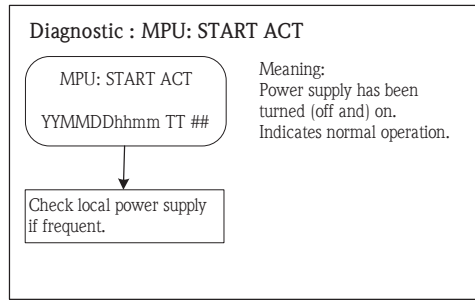 Diagnostic : MPU: START ACT
MPU: START ACT
YYMMDDhhmm TT ##
Meaning:
Power supply has been
turned (off and) on.
Indicates normal operation.
Check local power supply
if frequent.